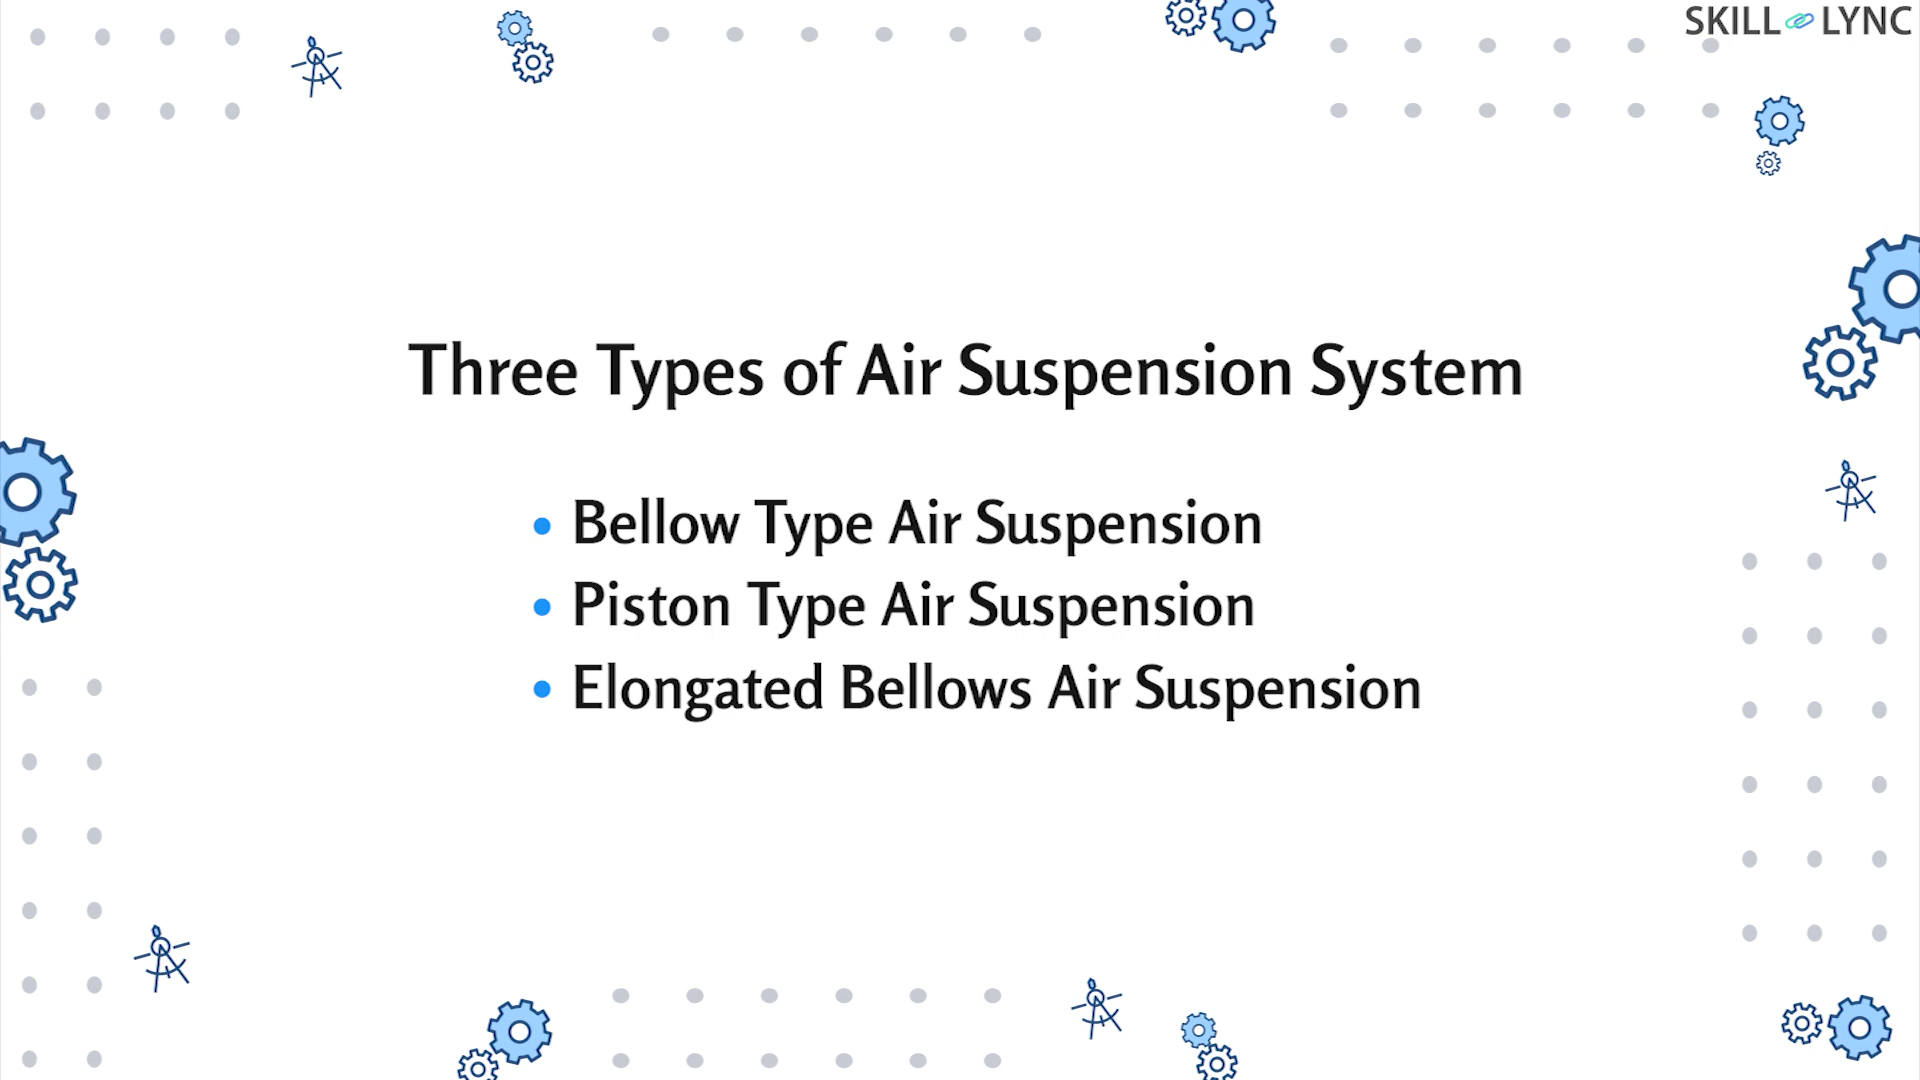 SKILL LYNC
Three Types of Air Suspension System
• Bellow Type Air Suspension
• Piston Type Air Suspension
• Elongated Bellows Air Suspension